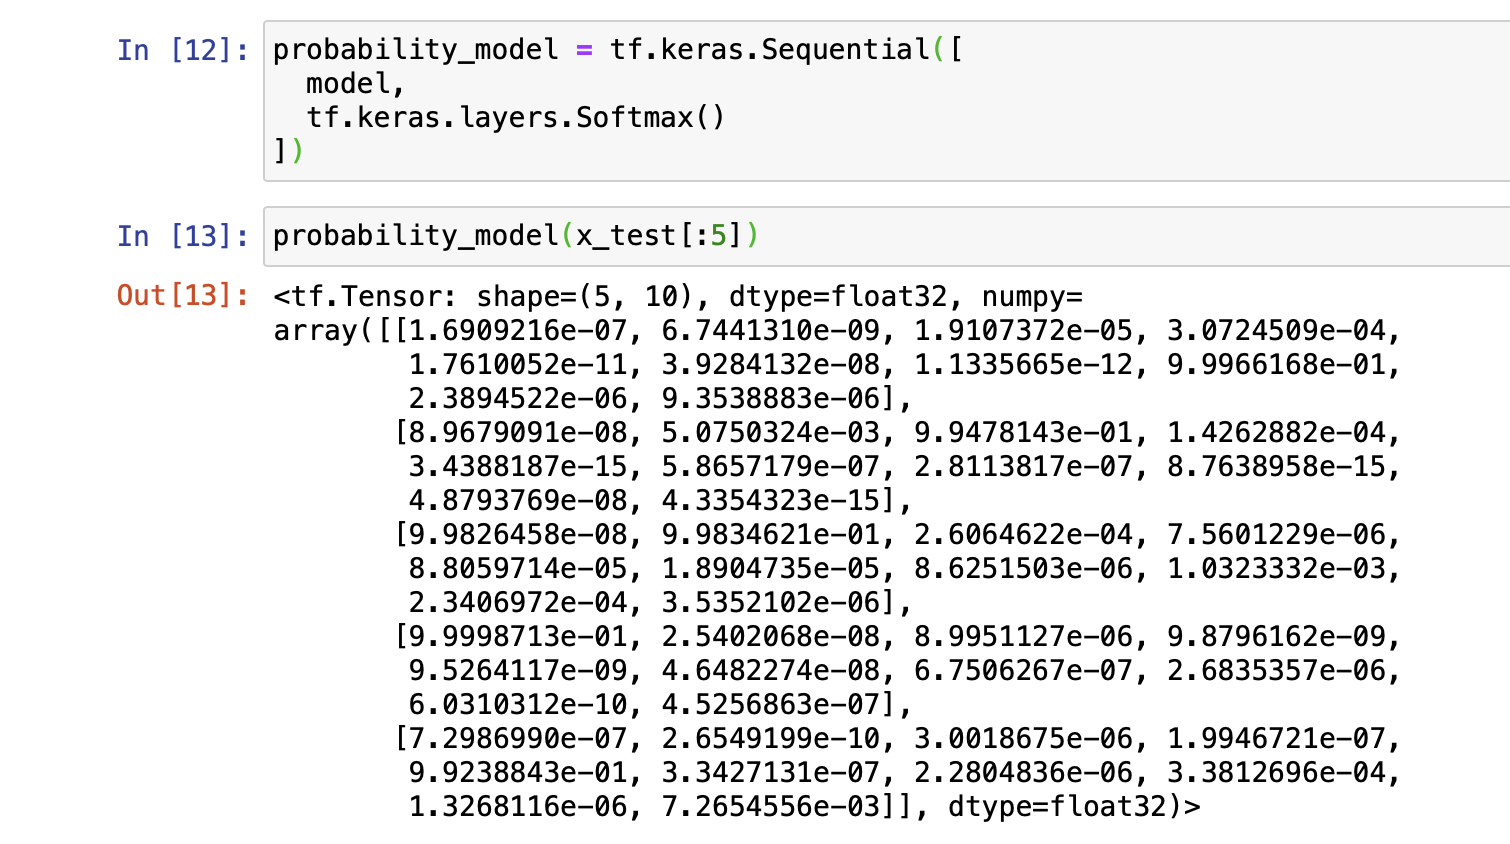 In [12]: probability_model = tf.keras.Sequential([
model,
tf.keras.layers.Softmax()
])
In [13]: probability_model(x_test[:5])
Out[13]: <tf.Tensor: shape=(5, 10), dtype=float32, numpy=
array([[1.6909216e-07, 6.7441310e-09, 1.9107372e-05, 3.0724509e-04,
1.7610052e-11, 3.9284132e-08, 1.1335665e-12, 9.9966168e-01,
2.3894522e-06, 9.3538883e-06],
[8.9679091e-08, 5.0750324e-03, 9.9478143e-01, 1.4262882e-04,
3.4388187e-15, 5.8657179e-07, 2.8113817e-07, 8.7638958e-15,
4.8793769e-08, 4.3354323e-15],
[9.9826458e-08, 9.9834621e-01, 2.6064622e-04, 7.5601229e-06,
8.8059714e-05, 1.8904735e-05, 8.6251503e-06, 1.0323332e-03,
2.3406972e-04, 3.5352102e-06],
[9.9998713e-01, 2.5402068e-08, 8.9951127e-06, 9.8796162e-09,
9.5264117e-09, 4.6482274e-08, 6.7506267e-07, 2.6835357e-06,
6.0310312e-10, 4.5256863e-07],
[7.2986990e-07, 2.6549199e-10, 3.0018675e-06, 1.9946721e-07,
9.9238843e-01, 3.3427131e-07, 2.2804836e-06, 3.3812696e-04,
1.3268116e-06, 7.2654556e-03]], dtype=float32)>